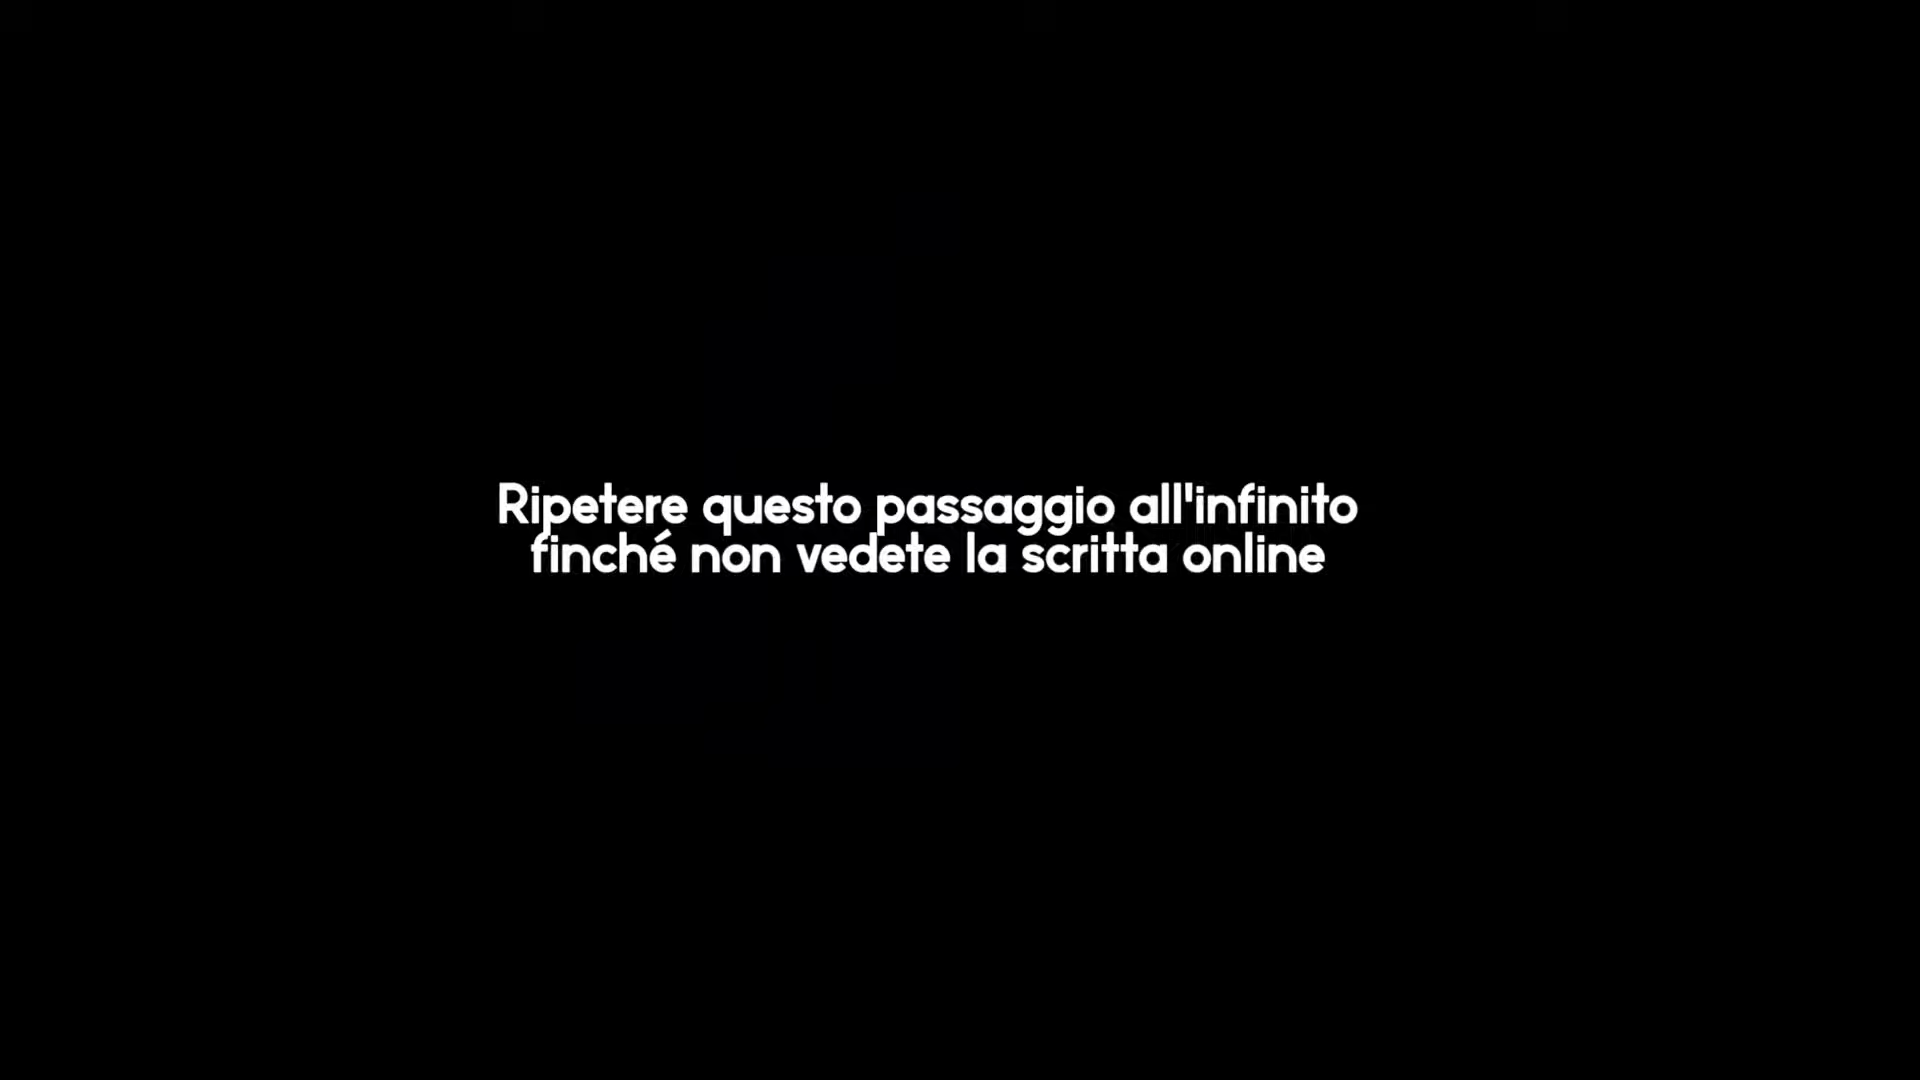 Ripetere questo passaggio all'infinito
finché non vedete la scritta online